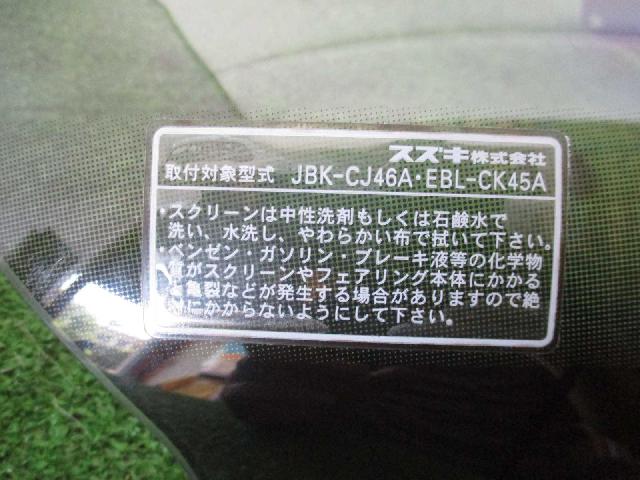 スズキ株式会社
取付対象型式 JBK-CJ46A・EBL-CK45A
・スクリーンは中性洗剤もしくは石鹸水で
洗い、水洗し、やわらかい布で拭いて下さい。
・ベンゼン・ガソリン・ブレーキ液等の化学物
質がスクリーンやフェアリング本体にかかる
と亀裂などが発生する場合がありますので絶
対にかからないようにして下さい。